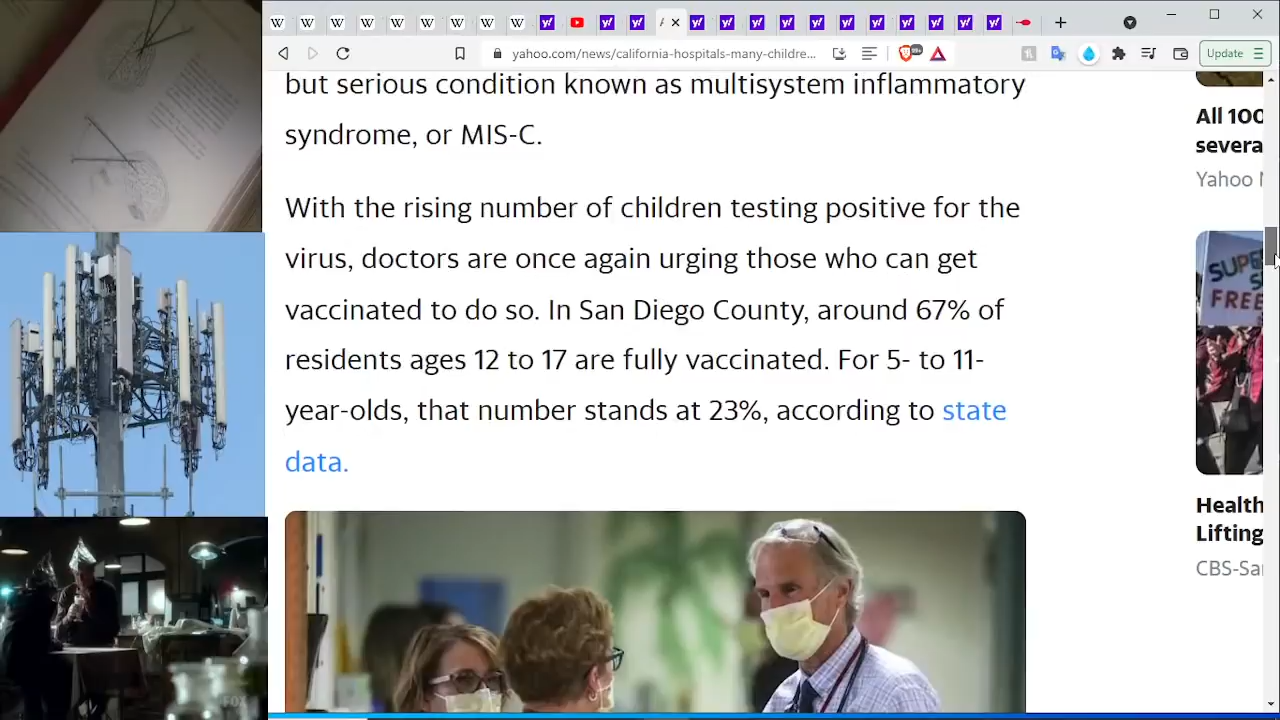 yahoo.com/news/california-hospitals-many-childre...
Update
but serious condition known as multisystem inflammatory
syndrome, or MIS-C.
With the rising number of children testing positive for the
virus, doctors are once again urging those who can get
vaccinated to do so. In San Diego County, around 67% of
residents ages 12 to 17 are fully vaccinated. For 5- to 11-
year-olds, that number stands at 23%, according to state
data.
All 100
severa
Yahoo N
FREE
Health
Lifting
CBS-Sa
FOX